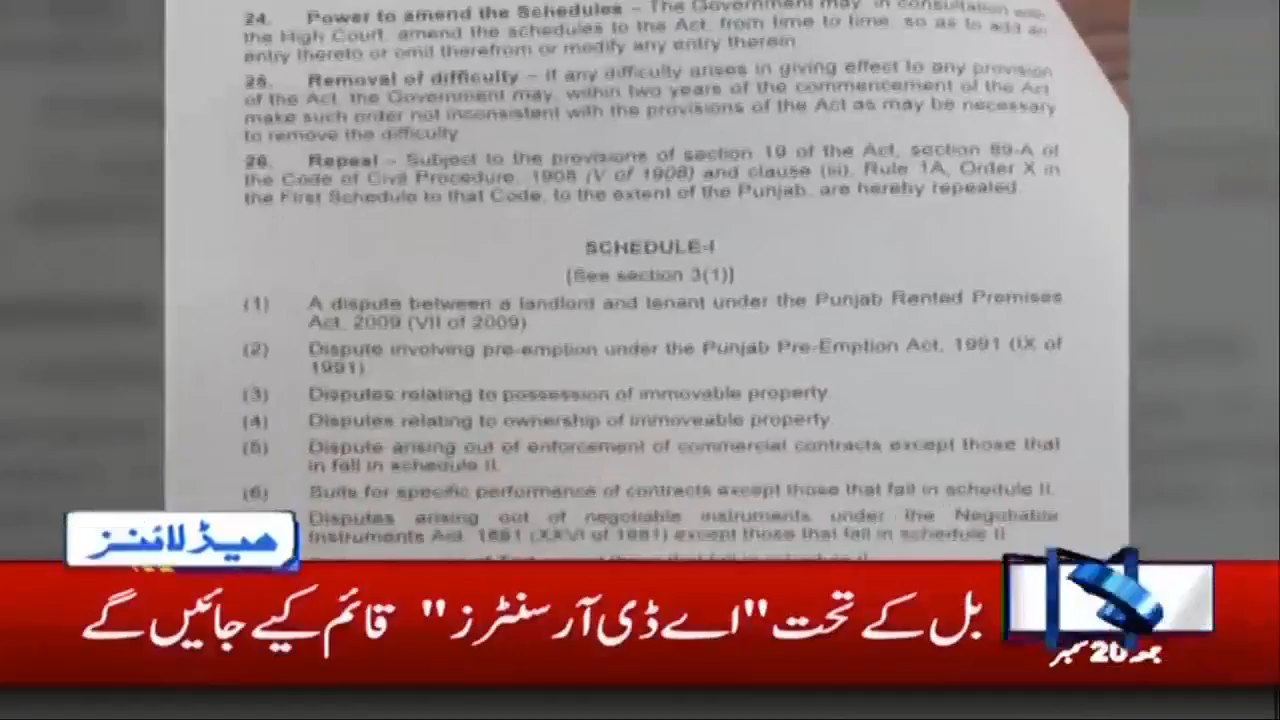 24. Power to amend the Schedules – The Government may, in consultation
the High Court, amend the schedules to the Act, from time to time, so as to add an
entry thereto or omit therefrom or modify any entry therein
25. Removal of difficulty – If any difficulty arises in giving effect to any provision
of the Act, the Government may, within two years of the commencement of the Act
make such order not inconsistent with the provisions of the Act as may be necessary
to remove the difficulty
26. Repeal – Subject to the provisions of section 19 of the Act, section 89-A of
the Code of Civil Procedure, 1908 (V of 1908) and clause (iii), Rule 1A, Order X in
the First Schedule to that Code, to the extent of the Punjab, are hereby repealed.
SCHEDULE-I
[See section 3(1)]
(1) A dispute between a landlord and tenant under the Punjab Rented Premises
Act, 2009 (VII of 2009)
(2) Dispute involving pre-emption under the Punjab Pre-Emption Act, 1991 (IX of
1991)
(3) Disputes relating to possession of immovable property
(4) Disputes relating to ownership of immoveable property
(5) Dispute arising out of enforcement of commercial contracts except those that
in fall in schedule II.
(6) Suits for specific performance of contracts except those that fall in schedule II.
Disputes arising out of negotiable instruments under the Negotiable
Instruments Act, 1881 (XXVI of 1881) except those that fall in schedule II
ہیڈلائنز
بل کے تحت "اے ڈی آر سنٹرز" قائم کیے جائیں گے
جمعہ 20 ستمبر